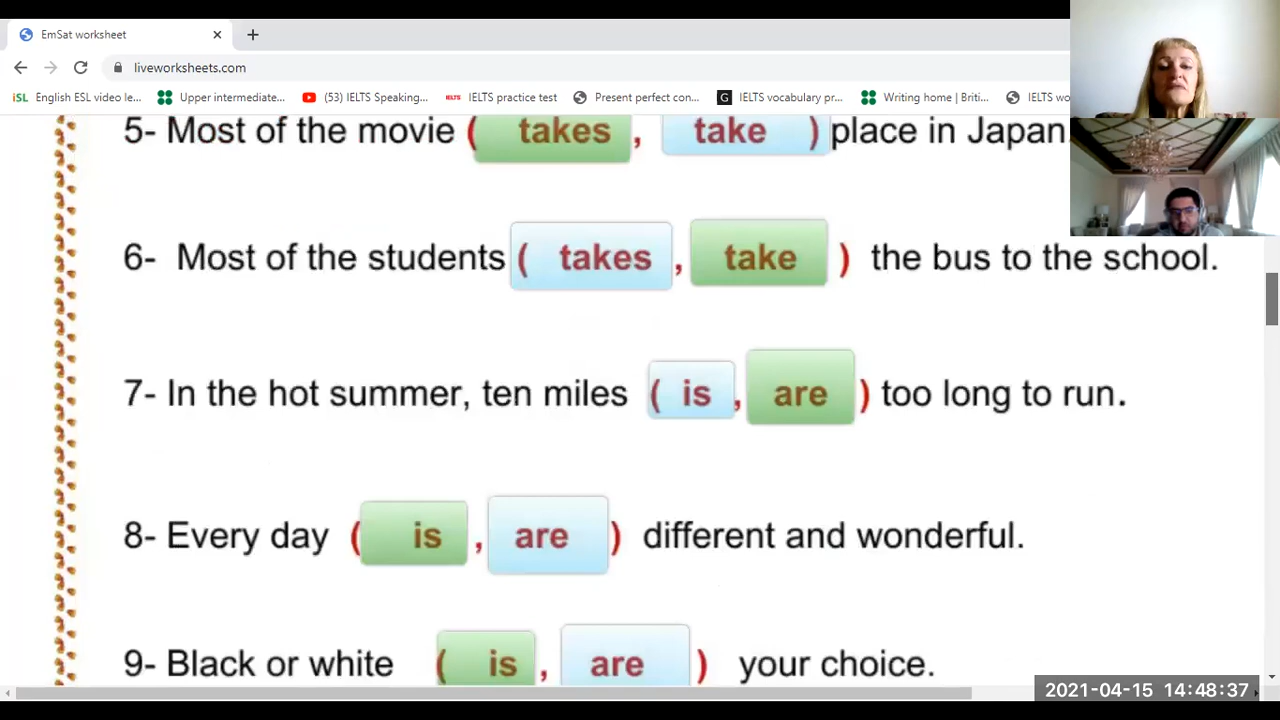 EmSat worksheet
liveworksheets.com
iSL English ESL video le... Upper intermediate... (53) IELTS Speaking... IELTS IELTS practice test Present perfect con... G IELTS vocabulary pr... Writing home | Briti... IELTS wo
5- Most of the movie ( takes , take ) place in Japan
6- Most of the students ( takes , take ) the bus to the school.
7- In the hot summer, ten miles ( is , are ) too long to run.
8- Every day ( is , are ) different and wonderful.
9- Black or white ( is , are ) your choice.
2021-04-15 14:48:37